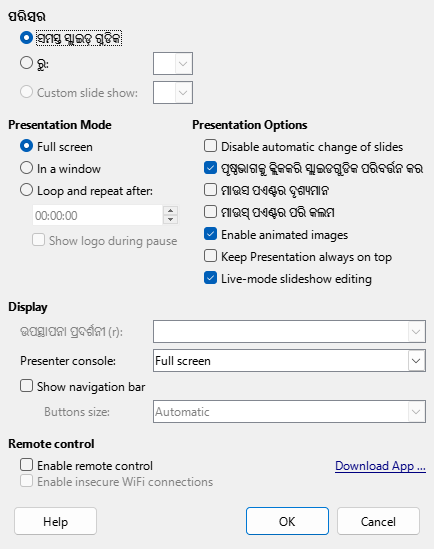 ପରିସ୍ବର
ସମସ୍ତ ସ୍ଲାଇଡ୍ ଗୁଡିକ
ରୁ:
Custom slide show:
Presentation Mode
Full screen
In a window
Loop and repeat after:
00:00:00
Show logo during pause
Presentation Options
Disable automatic change of slides
ପୃଷ୍ଠଭାଗକୁ କ୍ଲିକକରି ସ୍ଲାଇଡଗୁଡିକ ପରିବର୍ତ୍ତନ କର
ମାଉସ ପଏଣ୍ଟର ଦୃଶ୍ୟମାନ
ମାଉସ୍ ପଏଣ୍ଟର ପରି କଲମ
Enable animated images
Keep Presentation always on top
Live-mode slideshow editing
Display
ଉପସ୍ଥାପନା ପ୍ରଦର୍ଶନୀ (r):
Presenter console:
Full screen
Show navigation bar
Buttons size:
Automatic
Remote control
Enable remote control
Download App ...
Enable insecure WiFi connections
Help
OK
Cancel